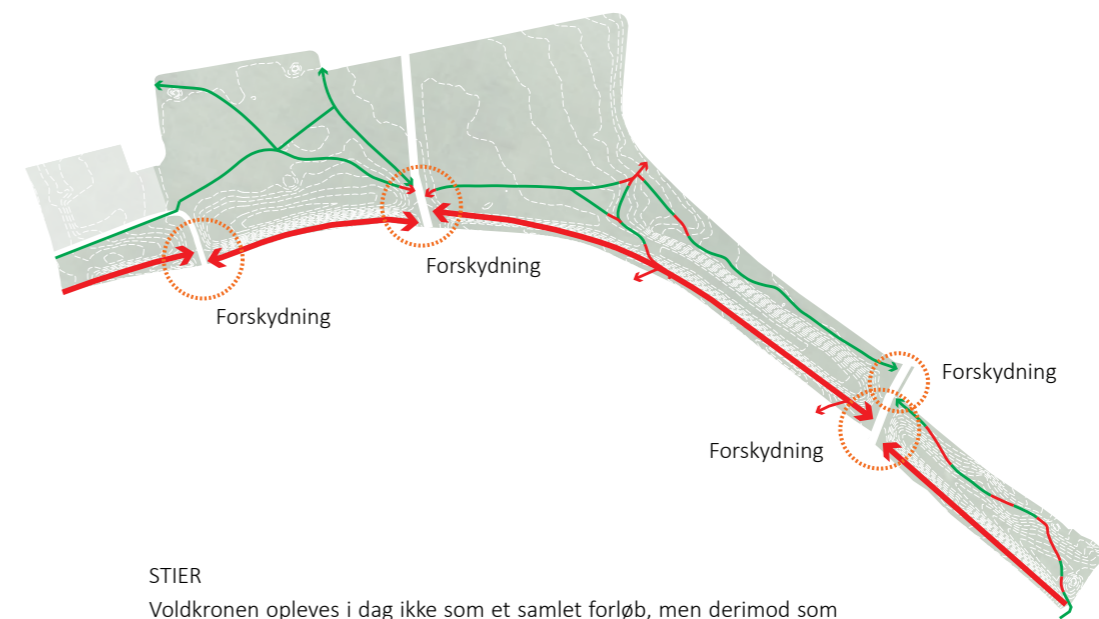 Forskydning
Forskydning
Forskydning
Forskydning
STIER
Voldkronen opleves i dag ikke som et samlet forløb, men derimod som